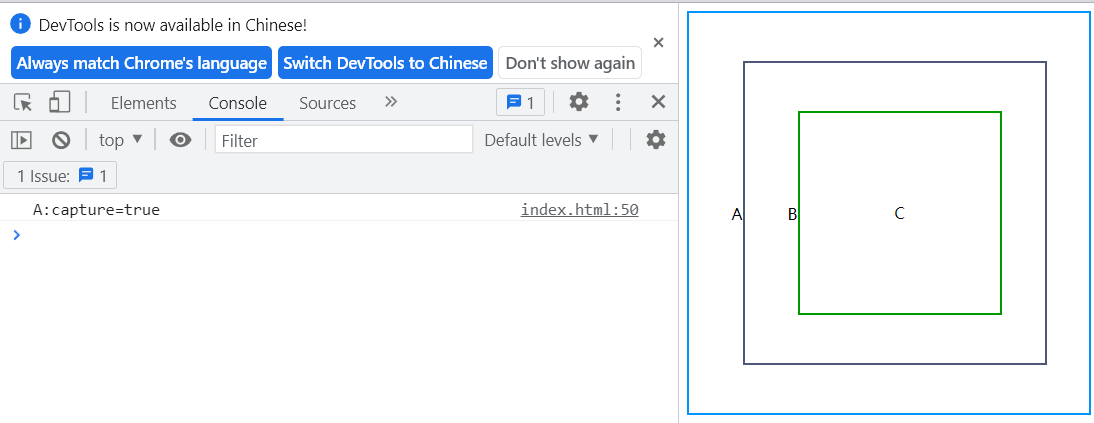 DevTools is now available in Chinese!
Always match Chrome's language Switch DevTools to Chinese Don't show again
Elements Console Sources 1
top Filter Default levels
1 Issue: 1
A:capture=true index.html:50
A B C